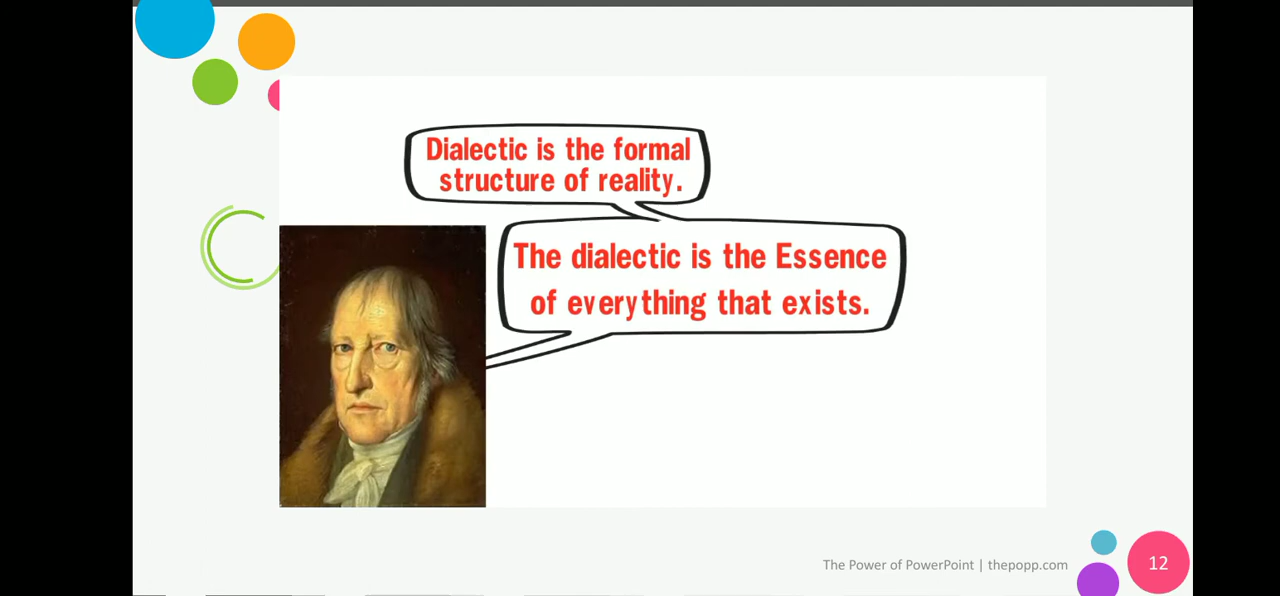 Dialectic is the formal
structure of reality.
The dialectic is the Essence
of everything that exists.
The Power of PowerPoint | thepopp.com
12